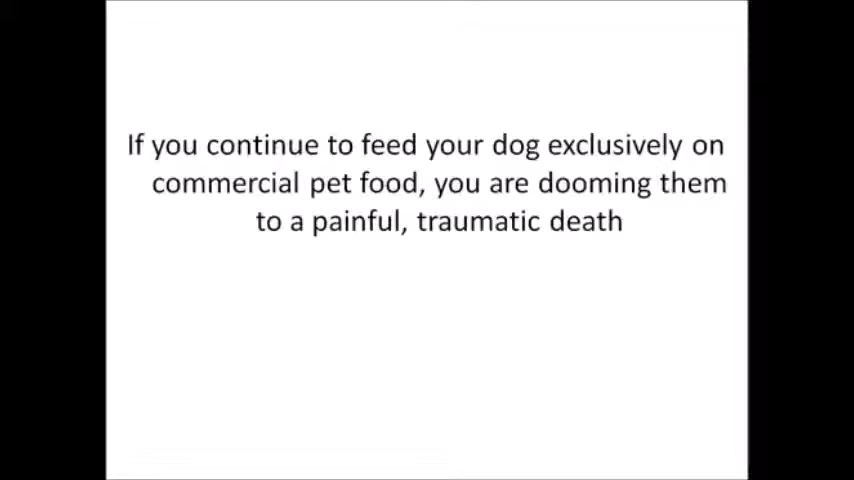 If you continue to feed your dog exclusively on
commercial pet food, you are dooming them
to a painful, traumatic death